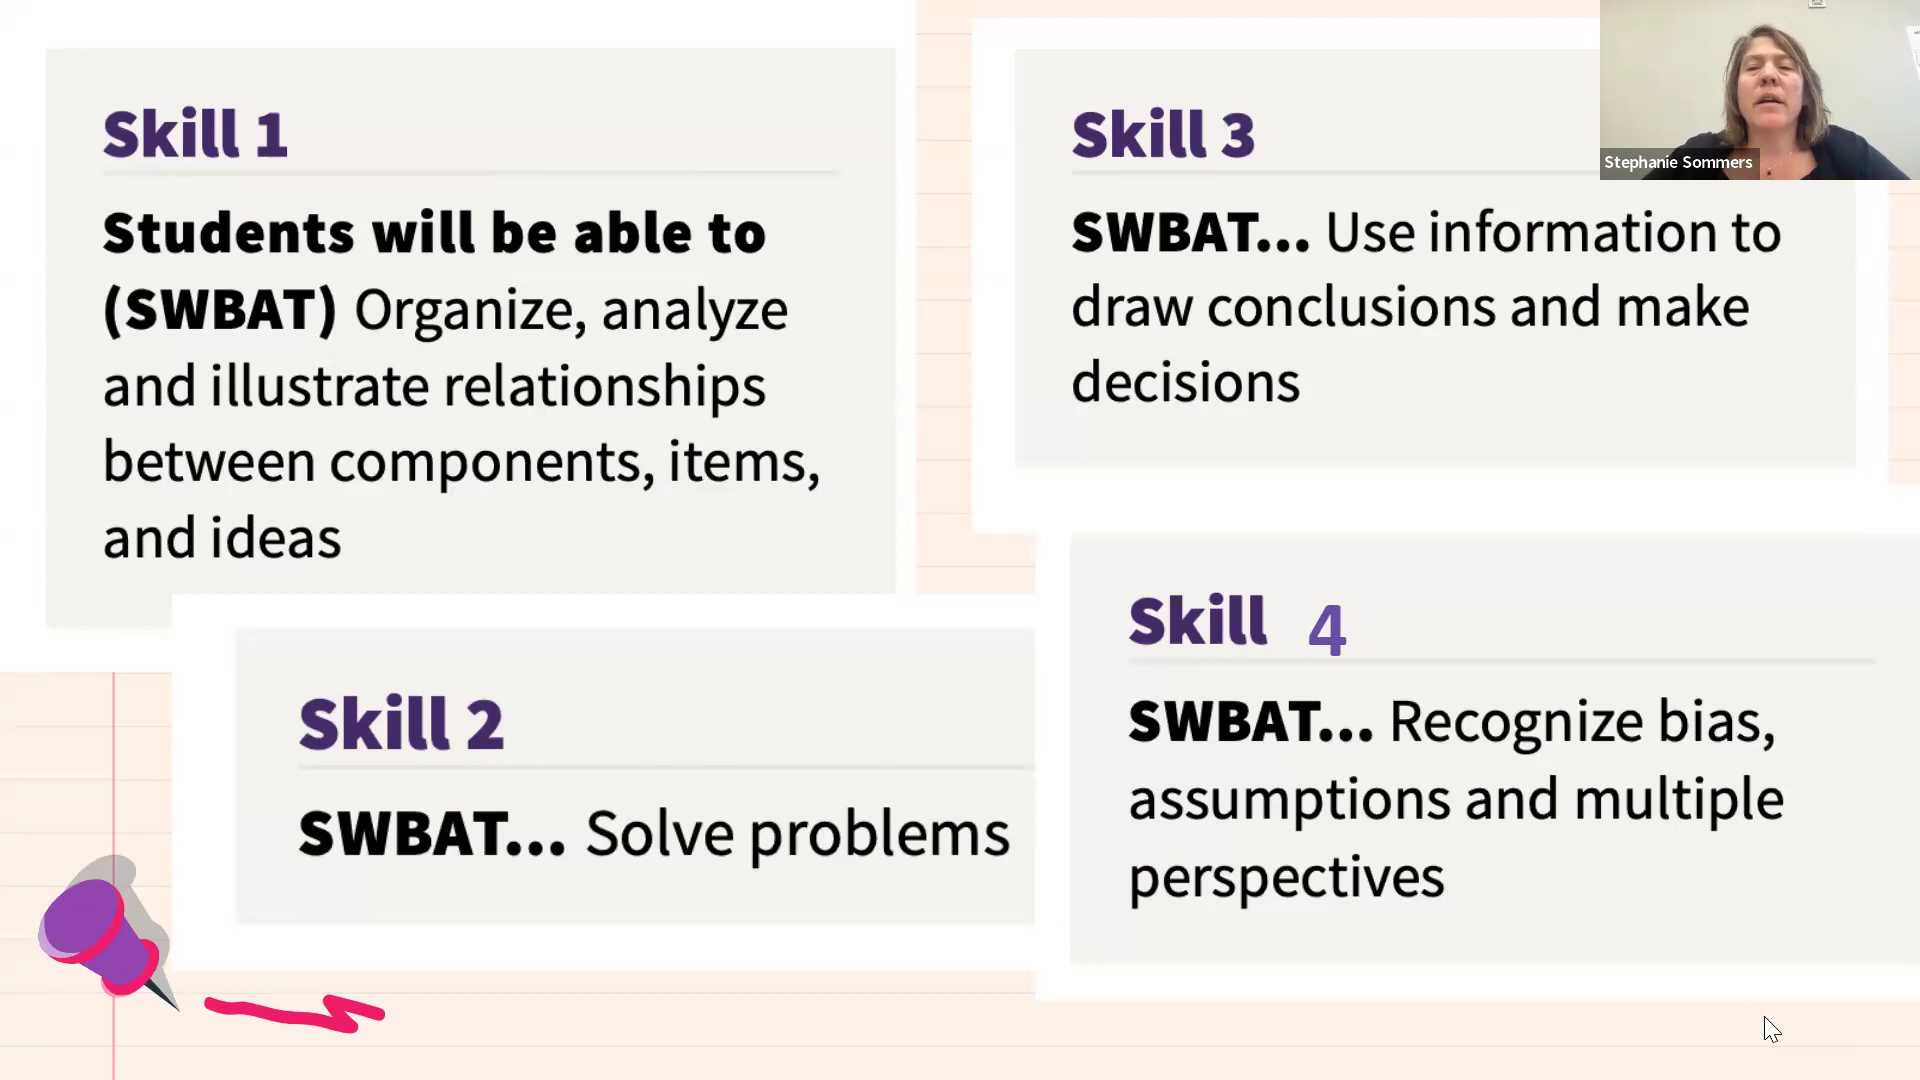 Skill 1
Students will be able to
(SWBAT) Organize, analyze
and illustrate relationships
between components, items,
and ideas
Skill 2
SWBAT... Solve problems
Skill 3
SWBAT... Use information to
draw conclusions and make
decisions
Skill 4
SWBAT... Recognize bias,
assumptions and multiple
perspectives
Stephanie Sommers